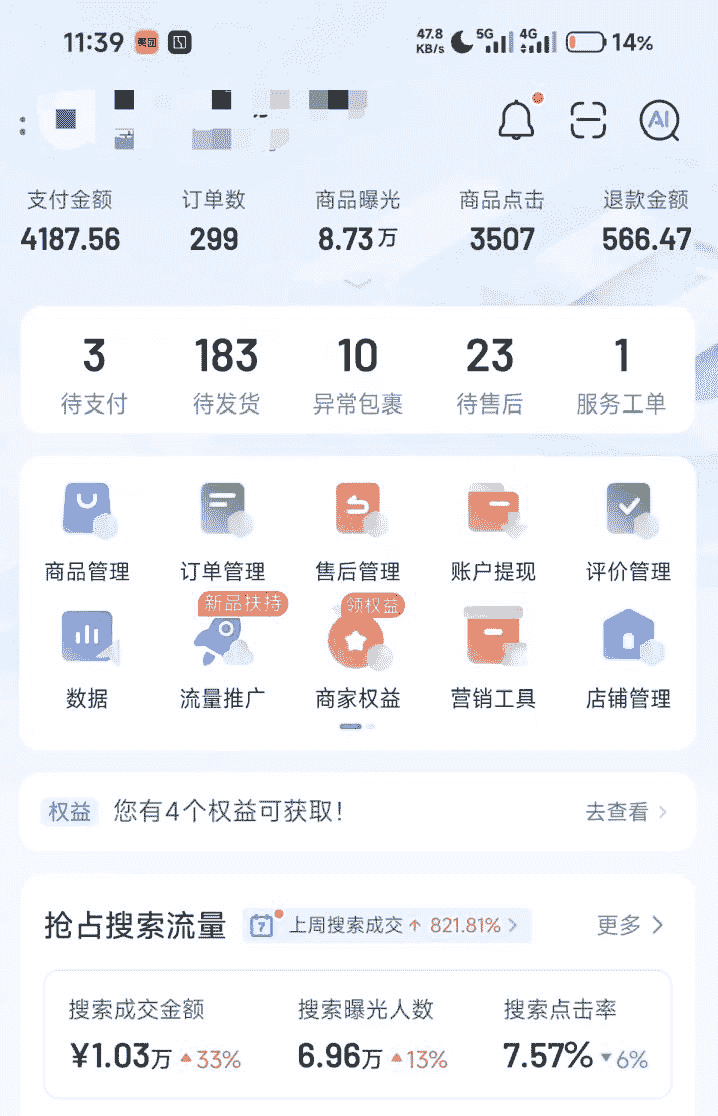 11:39 美团 47.8 KB/s 5G 4G 14%
AI
支付金额 订单数 商品曝光 商品点击 退款金额
4187.56 299 8.73万 3507 566.47
3 183 10 23 1
待支付 待发货 异常包裹 待售后 服务工单
商品管理 订单管理 售后管理 账户提现 评价管理
新品扶持 领权益
数据 流量推广 商家权益 营销工具 店铺管理
权益 您有4个权益可获取! 去查看 >
抢占搜索流量 7 上周搜索成交 ↑ 821.81% > 更多 >
搜索成交金额 搜索曝光人数 搜索点击率
¥1.03万 ▲33% 6.96万 ▲13% 7.57% ▼6%